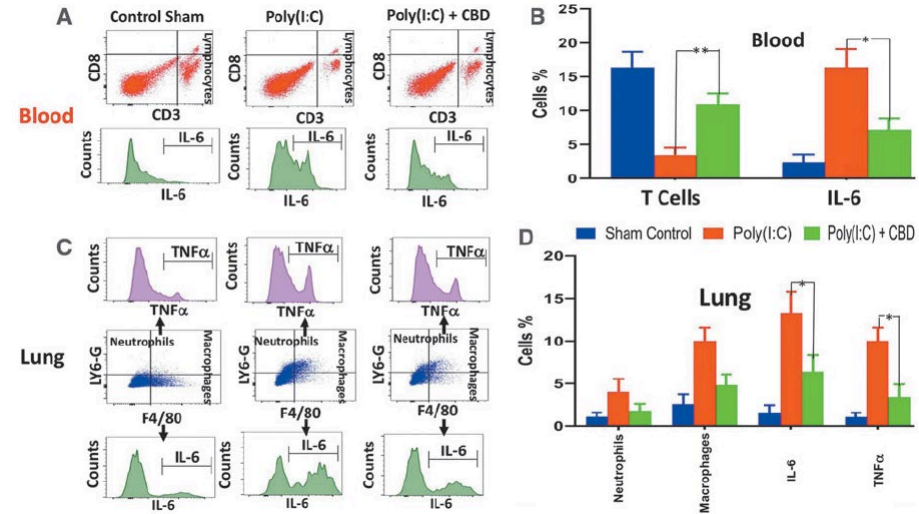 A
Control Sham
Poly(I:C)
Poly(I:C) + CBD
Blood
CD8
Lymphocytes
CD8
Lymphocytes
CD8
Lymphocytes
CD3
CD3
CD3
Counts
IL-6
Counts
IL-6
Counts
IL-6
IL-6
IL-6
IL-6
B
Blood
Cells %
25
20
15
10
5
0
**
*
T Cells
IL-6
C
Lung
Counts
TNFα
Counts
TNFα
Counts
TNFα
TNFα
TNFα
TNFα
LY6-G
Neutrophils
Macrophages
LY6-G
Neutrophils
Macrophages
LY6-G
Neutrophils
Macrophages
F4/80
F4/80
F4/80
Counts
IL-6
Counts
IL-6
Counts
IL-6
IL-6
IL-6
IL-6
D
Sham Control
Poly(I:C)
Poly(I:C) + CBD
Lung
Cells %
20
15
10
5
0
*
*
Neutrophils
Macrophages
IL-6
TNFα